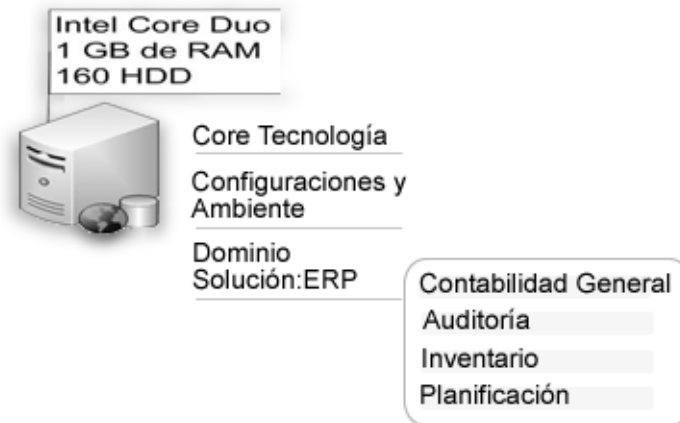 Intel Core Duo
1 GB de RAM
160 HDD
Core Tecnología
Configuraciones y
Ambiente
Dominio
Solución:ERP
Contabilidad General
Auditoría
Inventario
Planificación